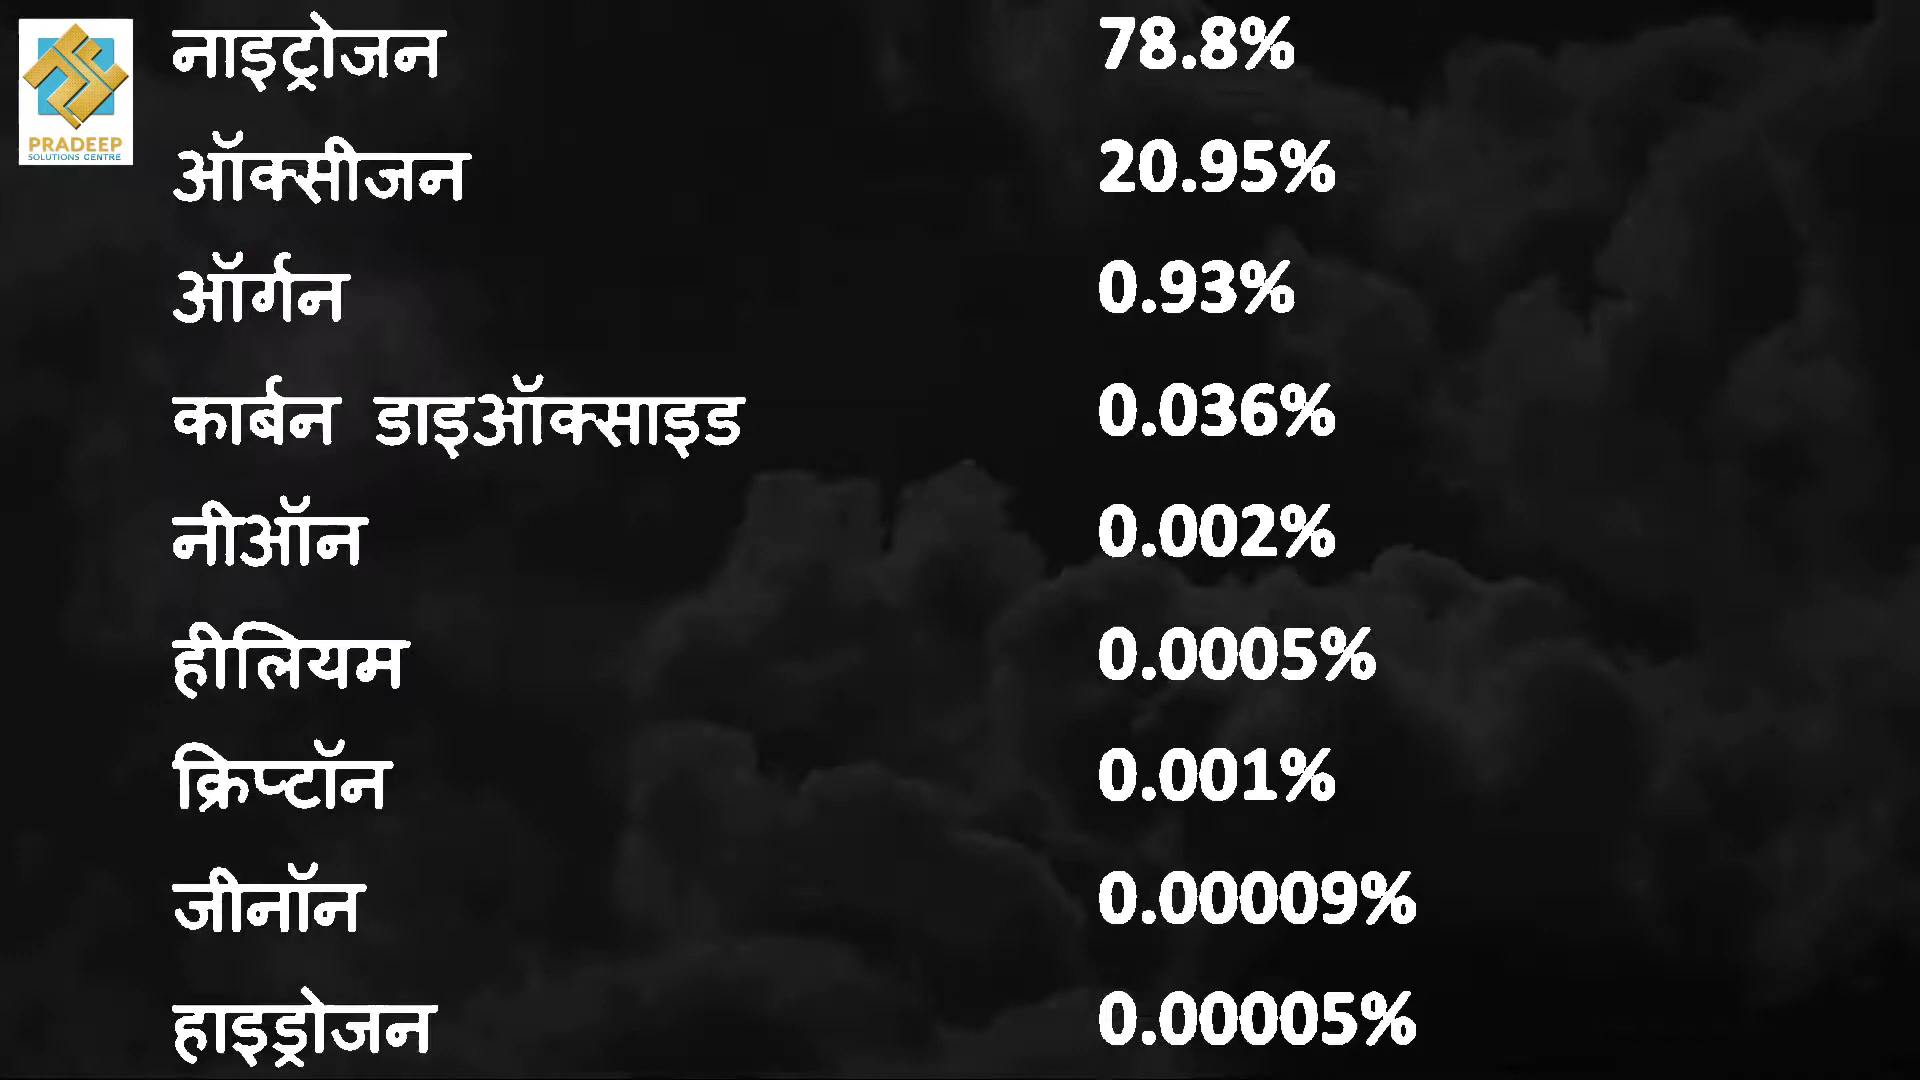 PRADEEP
SOLUTIONS CENTRE
नाइट्रोजन 78.8%
ऑक्सीजन 20.95%
ऑर्गन 0.93%
कार्बन डाइऑक्साइड 0.036%
नीऑन 0.002%
हीलियम 0.0005%
क्रिप्टॉन 0.001%
जीनॉन 0.00009%
हाइड्रोजन 0.00005%